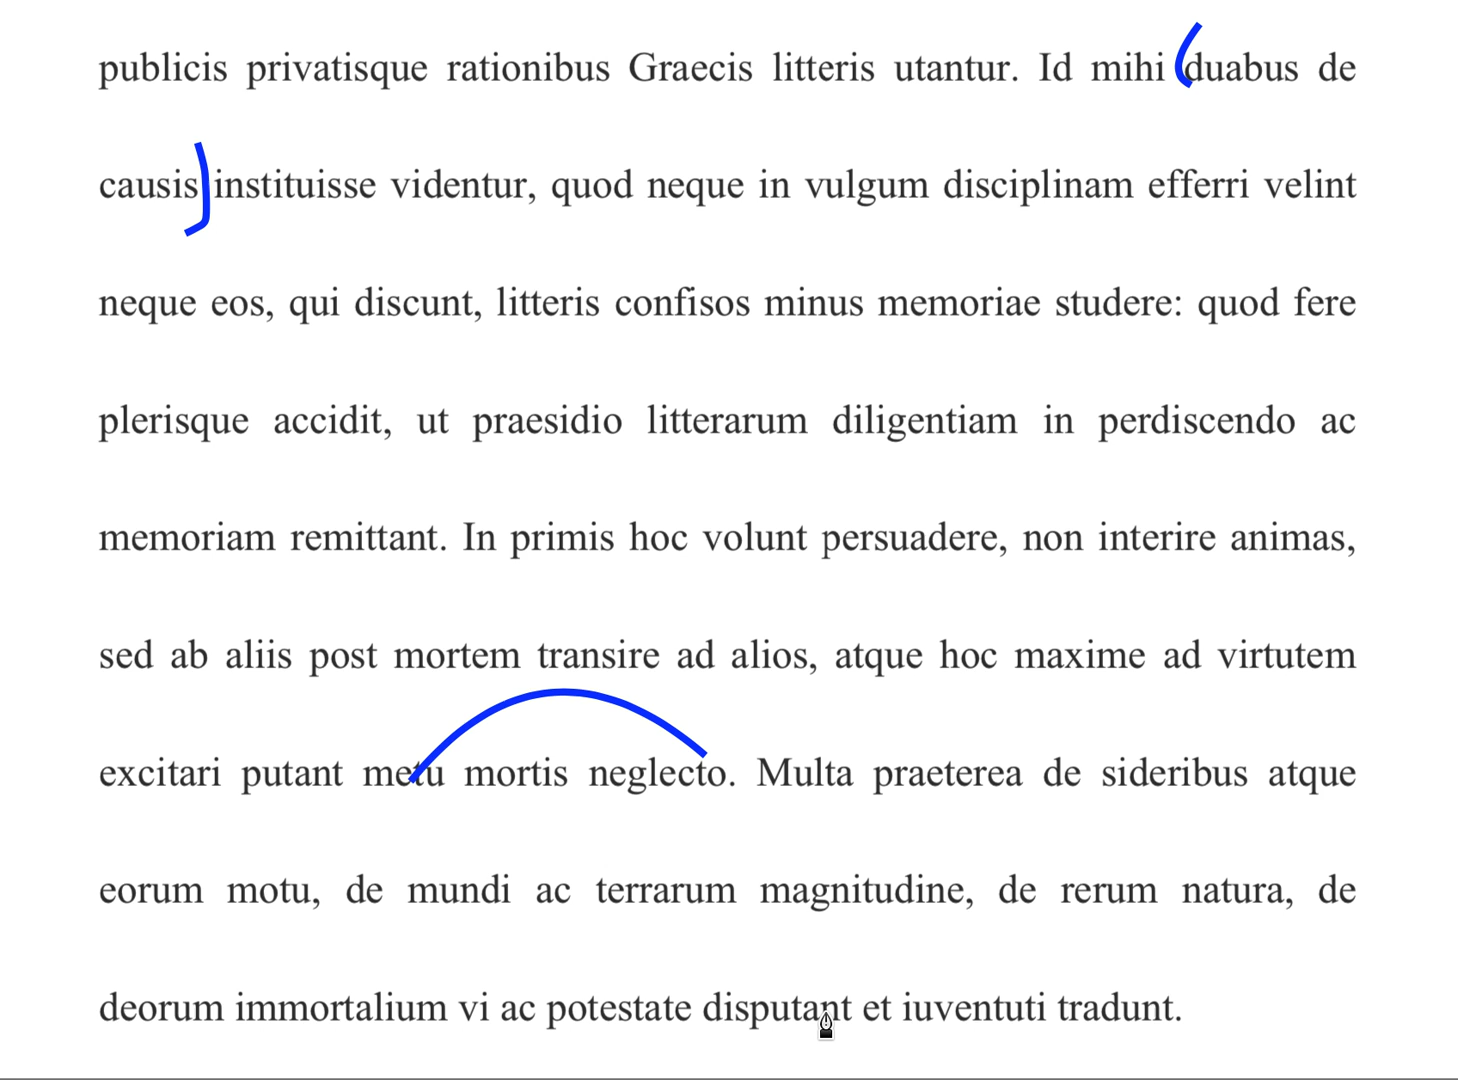 publicis privatisque rationibus Graecis litteris utantur. Id mihi (duabus de
causis) instituisse videntur, quod neque in vulgum disciplinam efferri velint
neque eos, qui discunt, litteris confisos minus memoriae studere: quod fere
plerisque accidit, ut praesidio litterarum diligentiam in perdiscendo ac
memoriam remittant. In primis hoc volunt persuadere, non interire animas,
sed ab aliis post mortem transire ad alios, atque hoc maxime ad virtutem
excitari putant metu mortis neglecto. Multa praeterea de sideribus atque
eorum motu, de mundi ac terrarum magnitudine, de rerum natura, de
deorum immortalium vi ac potestate disputant et iuventuti tradunt.